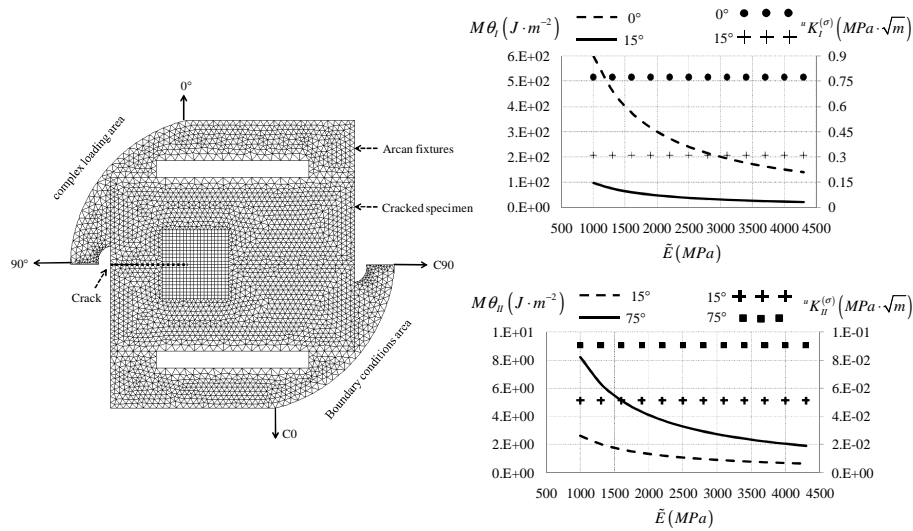 0°
complex loading area
Arcan fixtures
Cracked specimen
90°
C90
Crack
Boundary conditions area
C0
Mθ_I (J·m⁻²)
0°
15°
0°
15°
ᵘK_I^(σ) (MPa·√m)
6.E+02
5.E+02
4.E+02
3.E+02
2.E+02
1.E+02
0.E+00
0.9
0.75
0.6
0.45
0.3
0.15
0
500 1000 1500 2000 2500 3000 3500 4000 4500
Ẽ (MPa)
Mθ_II (J·m⁻²)
15°
75°
15°
75°
ᵘK_II^(σ) (MPa·√m)
1.E+01
8.E+00
6.E+00
4.E+00
2.E+00
0.E+00
1.E-01
8.E-02
6.E-02
4.E-02
2.E-02
0.E+00
500 1000 1500 2000 2500 3000 3500 4000 4500
Ẽ (MPa)